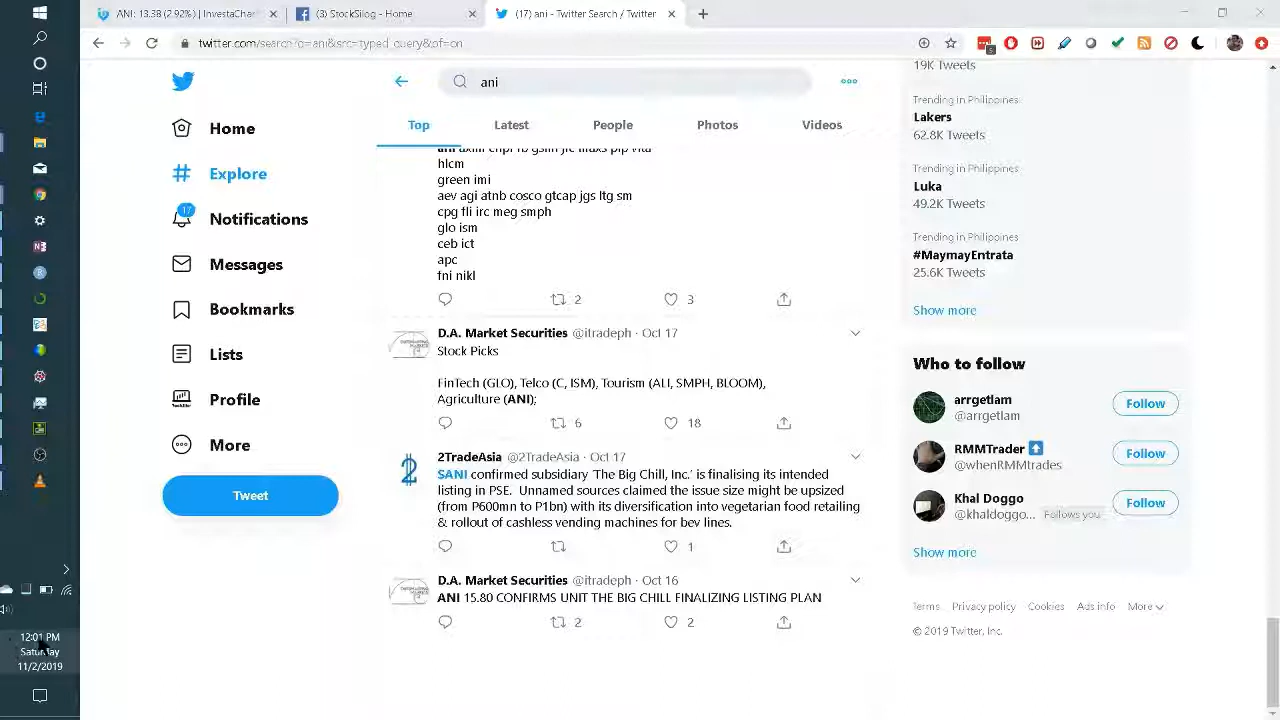 ANI: 13.38 (2.92%) | InvestaChar
(3) StockSilog - Home
(17) ani - Twitter Search / Twitter
twitter.com/search?q=ani&src=typed_query&of=on
5
ani
Top
Latest
People
Photos
Videos
Home
Explore
17
Notifications
Messages
Bookmarks
Lists
Profile
More
Tweet
hlcm
green imi
aev agi atnb cosco gtcap jgs ltg sm
cpg fli irc meg smph
glo ism
ceb ict
apc
fni nikl
2
3
D.A. Market Securities @itradeph · Oct 17
Stock Picks
FinTech (GLO), Telco (C, ISM), Tourism (ALI, SMPH, BLOOM),
Agriculture (ANI);
6
18
2TradeAsia @2TradeAsia · Oct 17
$ANI confirmed subsidiary 'The Big Chill, Inc.' is finalising its intended
listing in PSE. Unnamed sources claimed the issue size might be upsized
(from P600mn to P1bn) with its diversification into vegetarian food retailing
& rollout of cashless vending machines for bev lines.
1
D.A. Market Securities @itradeph · Oct 16
ANI 15.80 CONFIRMS UNIT THE BIG CHILL FINALIZING LISTING PLAN
2
2
19K Tweets
Trending in Philippines
Lakers
62.8K Tweets
Trending in Philippines
Luka
49.2K Tweets
Trending in Philippines
#MaymayEntrata
25.6K Tweets
Show more
Who to follow
arrgetlam
@arrgetlam
Follow
RMMTrader
@whenRMMtrades
Follow
Khal Doggo
@khaldoggo... Follows you
Follow
Show more
Terms Privacy policy Cookies Ads info More
© 2019 Twitter, Inc.
12:01 PM
Saturday
11/2/2019